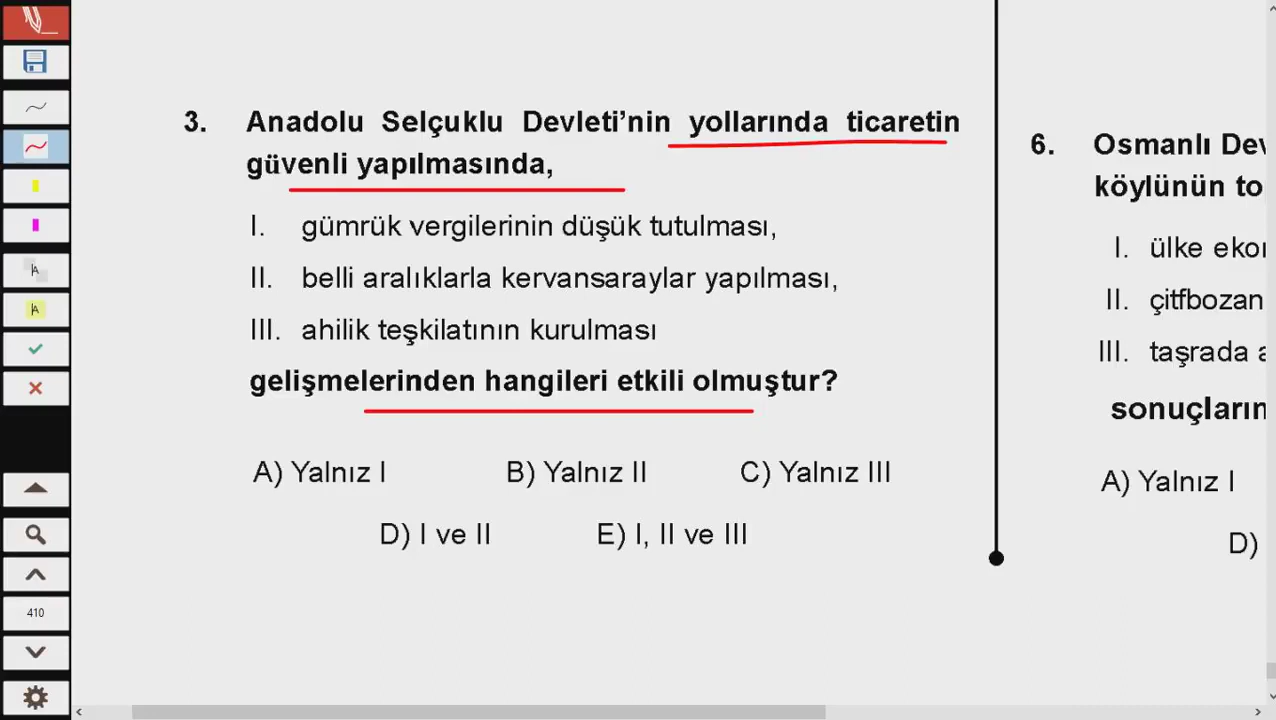 3. Anadolu Selçuklu Devleti’nin yollarında ticaretin
güvenli yapılmasında,
I. gümrük vergilerinin düşük tutulması,
II. belli aralıklarla kervansaraylar yapılması,
III. ahilik teşkilatının kurulması
gelişmelerinden hangileri etkili olmuştur?
A) Yalnız I B) Yalnız II C) Yalnız III
D) I ve II E) I, II ve III
6. Osmanlı Dev
köylünün to
I. ülke ekor
II. çitfbozan
III. taşrada a
sonuçların
A) Yalnız I
D)
A
A
410